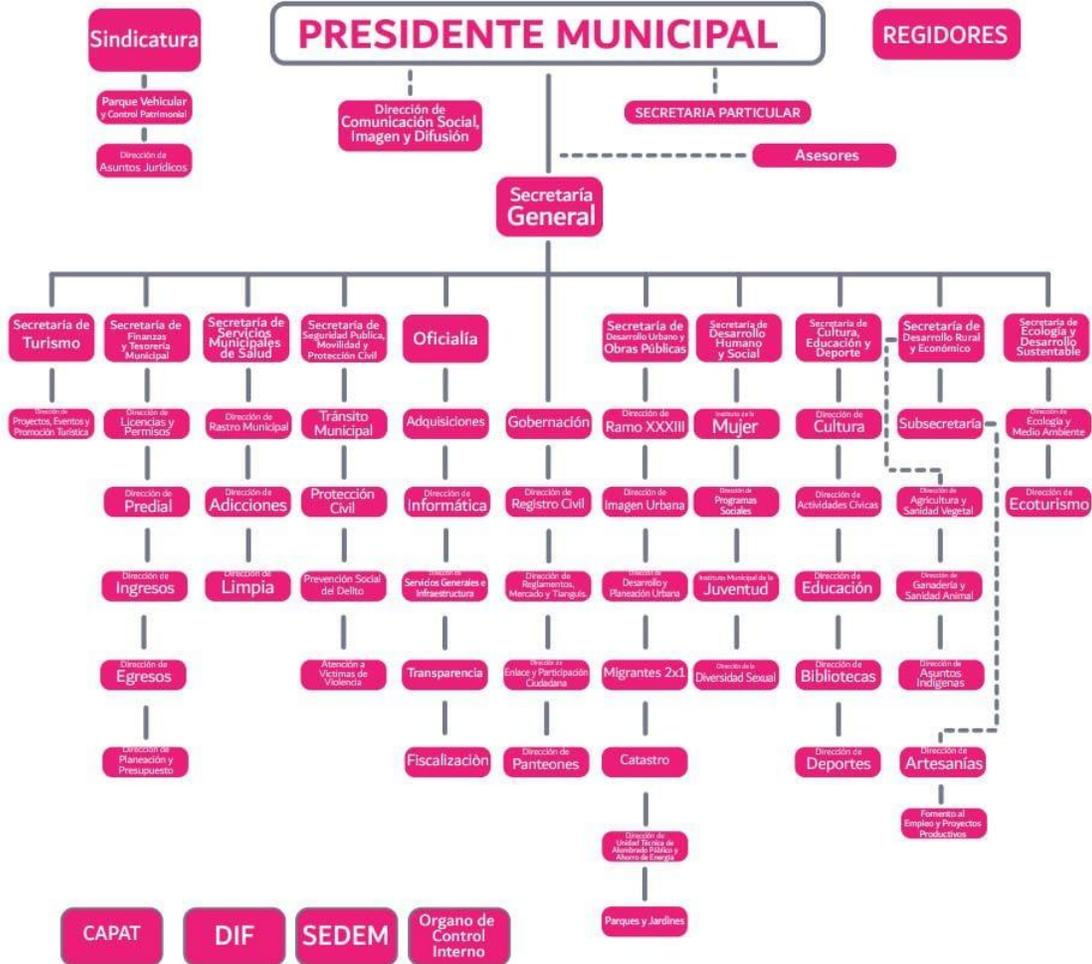 Sindicatura
PRESIDENTE MUNICIPAL
REGIDORES
Parque Vehicular
y Control Patrimonial
Dirección de
Asuntos Jurídicos
Dirección de
Comunicación Social,
Imagen y Difusión
SECRETARIA PARTICULAR
Asesores
Secretaría
General
Secretaría de
Turismo
Secretaría de
Finanzas
y Tesorería
Municipal
Secretaría de
Servicios
Municipales
de Salud
Secretaría de
Seguridad Publica,
Movilidad y
Protección Civil
Oficialía
Secretaría de
Desarrollo Urbano y
Obras Públicas
Secretaría de
Desarrollo
Humano
y Social
Secretaría de
Cultura,
Educación y
Deporte
Secretaría de
Desarrollo Rural
y Económico
Secretaría de
Ecología y
Desarrollo
Sustentable
Dirección de
Proyectos, Eventos y
Promoción Turística
Dirección de
Licencias y
Permisos
Dirección de
Rastro Municipal
Tránsito
Municipal
Adquisiciones
Gobernación
Dirección de
Ramo XXXIII
Instituto de la
Mujer
Dirección de
Cultura
Subsecretaría
Dirección de
Ecología y
Medio Ambiente
Dirección de
Predial
Dirección de
Adicciones
Protección
Civil
Dirección de
Informática
Dirección de
Registro Civil
Dirección de
Imagen Urbana
Dirección de
Programas
Sociales
Dirección de
Actividades Cívicas
Dirección de
Agricultura y
Sanidad Vegetal
Dirección de
Ecoturismo
Dirección de
Ingresos
Dirección de
Limpia
Prevención Social
del Delito
Dirección de
Servicios Generales e
Infraestructura
Dirección de
Reglamentos,
Mercado y Tianguis.
Dirección de
Desarrollo y
Planeación Urbana
Instituto Municipal de la
Juventud
Dirección de
Educación
Dirección de
Ganadería y
Sanidad Animal
Dirección de
Egresos
Atención a
Victimas de
Violencia
Transparencia
Dirección de
Enlace y Participación
Ciudadana
Migrantes 2x1
Dirección de la
Diversidad Sexual
Dirección de
Bibliotecas
Dirección de
Asuntos
Indígenas
Dirección de
Planeación y
Presupuesto
Fiscalizaciòn
Dirección de
Panteones
Catastro
Dirección de
Deportes
Dirección de
Artesanías
Fomento al
Empleo y Proyectos
Productivos
Dirección de
Unidad Técnica de
Alumbrado Público y
Ahorro de Energía
Parques y Jardines
CAPAT
DIF
SEDEM
Organo de
Control
Interno